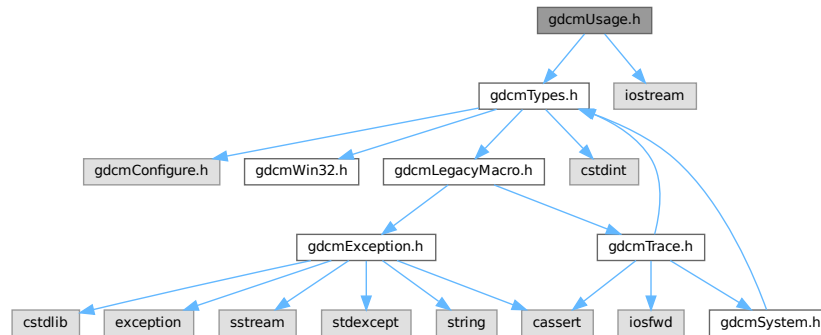 gdcmUsage.h
gdcmTypes.h
iostream
gdcmConfigure.h
gdcmWin32.h
gdcmLegacyMacro.h
cstdint
gdcmException.h
gdcmTrace.h
cstdlib
exception
sstream
stdexcept
string
cassert
iosfwd
gdcmSystem.h